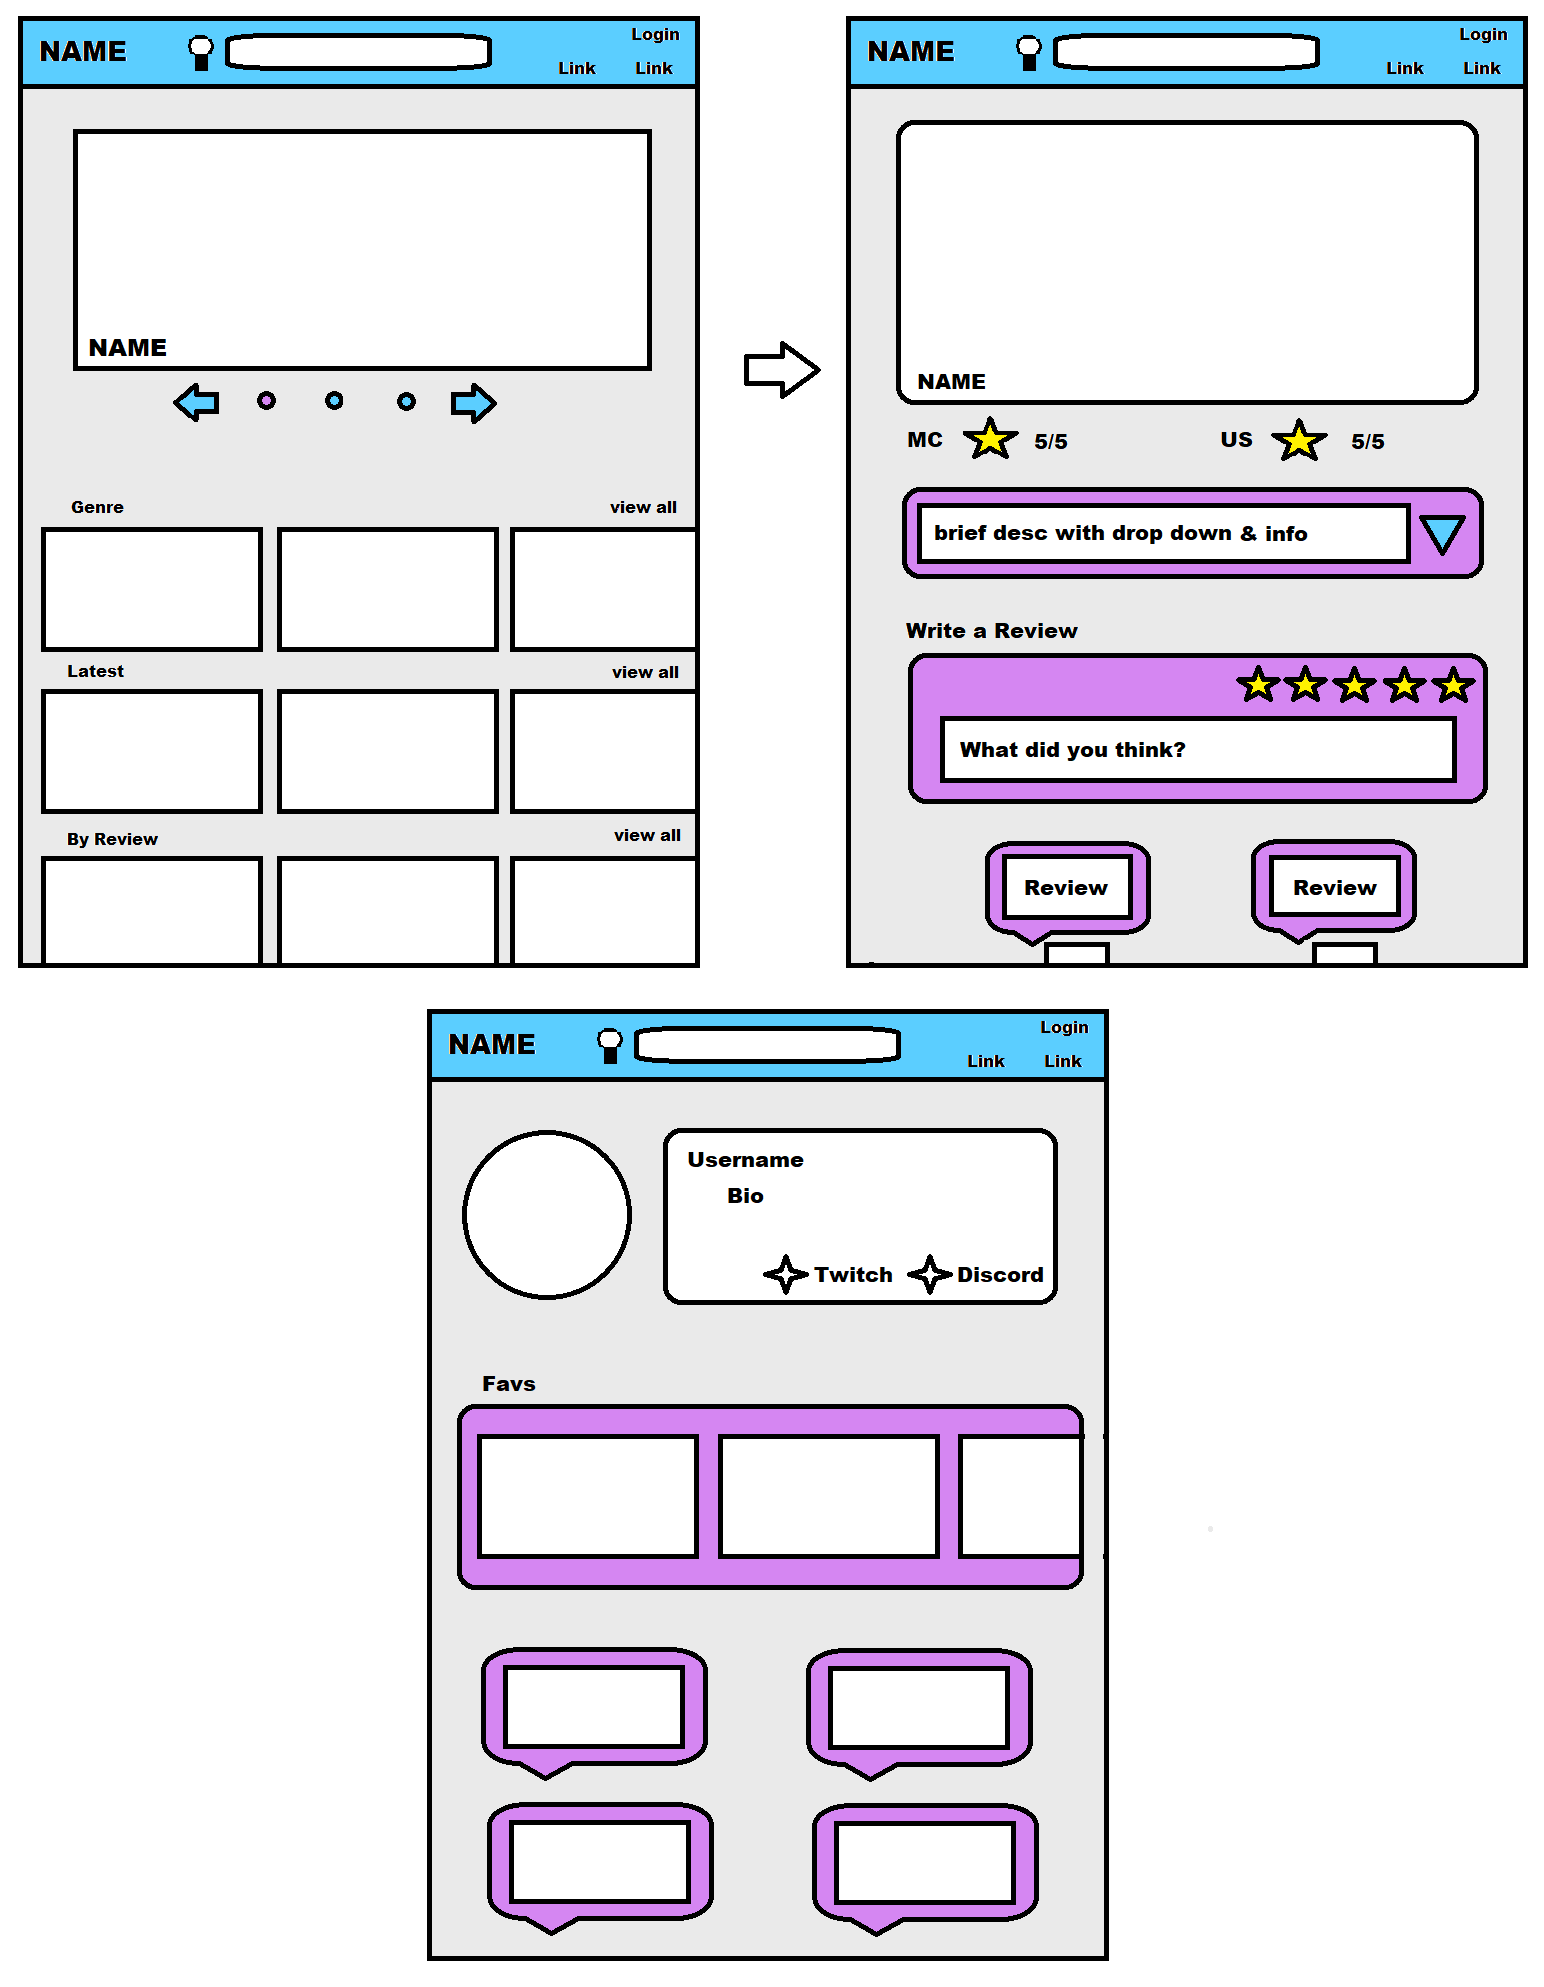 NAME
Login
Link Link
NAME
Genre view all
Latest view all
By Review view all
NAME
Login
Link Link
NAME
MC 5/5 US 5/5
brief desc with drop down & info
Write a Review
What did you think?
Review Review
NAME
Login
Link Link
Username
Bio
Twitch Discord
Favs